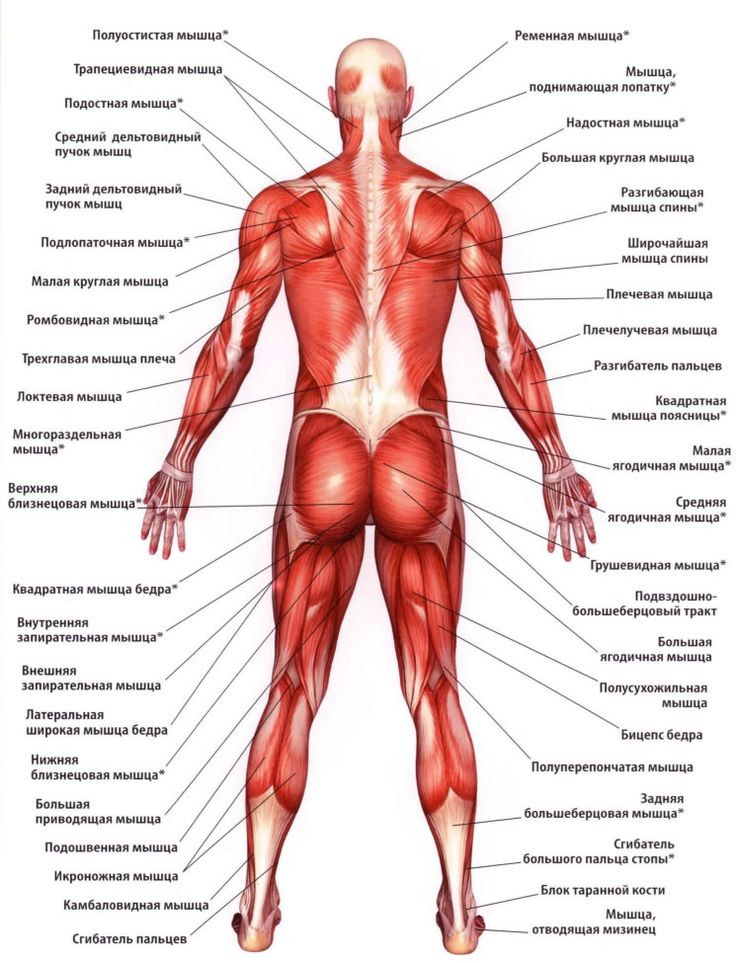 Полуостистая мышца*
Трапециевидная мышца
Подостная мышца*
Средний дельтовидный
пучок мышц
Задний дельтовидный
пучок мышц
Подлопаточная мышца*
Малая круглая мышца
Ромбовидная мышца*
Трехглавая мышца плеча
Локтевая мышца
Многораздельная
мышца*
Верхняя
близнецовая мышца*
Квадратная мышца бедра*
Внутренняя
запирательная мышца*
Внешняя
запирательная мышца
Латеральная
широкая мышца бедра
Нижняя
близнецовая мышца*
Большая
приводящая мышца
Подошвенная мышца
Икроножная мышца
Камбаловидная мышца
Сгибатель пальцев
Ременная мышца*
Мышца,
поднимающая лопатку*
Надостная мышца*
Большая круглая мышца
Разгибающая
мышца спины*
Широчайшая
мышца спины
Плечевая мышца
Плечелучевая мышца
Разгибатель пальцев
Квадратная
мышца поясницы*
Малая
ягодичная мышца*
Средняя
ягодичная мышца*
Грушевидная мышца*
Подвздошно-
большеберцовый тракт
Большая
ягодичная мышца
Полусухожильная
мышца
Бицепс бедра
Полуперепончатая мышца
Задняя
большеберцовая мышца*
Сгибатель
большого пальца стопы*
Блок таранной кости
Мышца,
отводящая мизинец